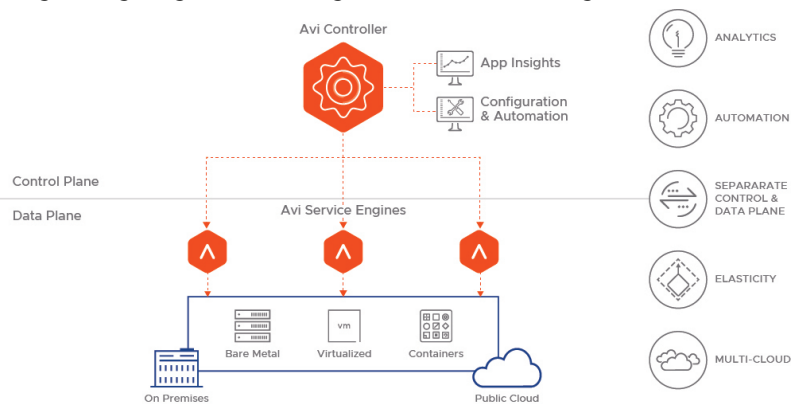 Avi Controller
App Insights
Configuration
& Automation
Control Plane
Data Plane
Avi Service Engines
vm
Bare Metal
Virtualized
Containers
On Premises
Public Cloud
ANALYTICS
AUTOMATION
SEPARARATE
CONTROL &
DATA PLANE
ELASTICITY
MULTI-CLOUD